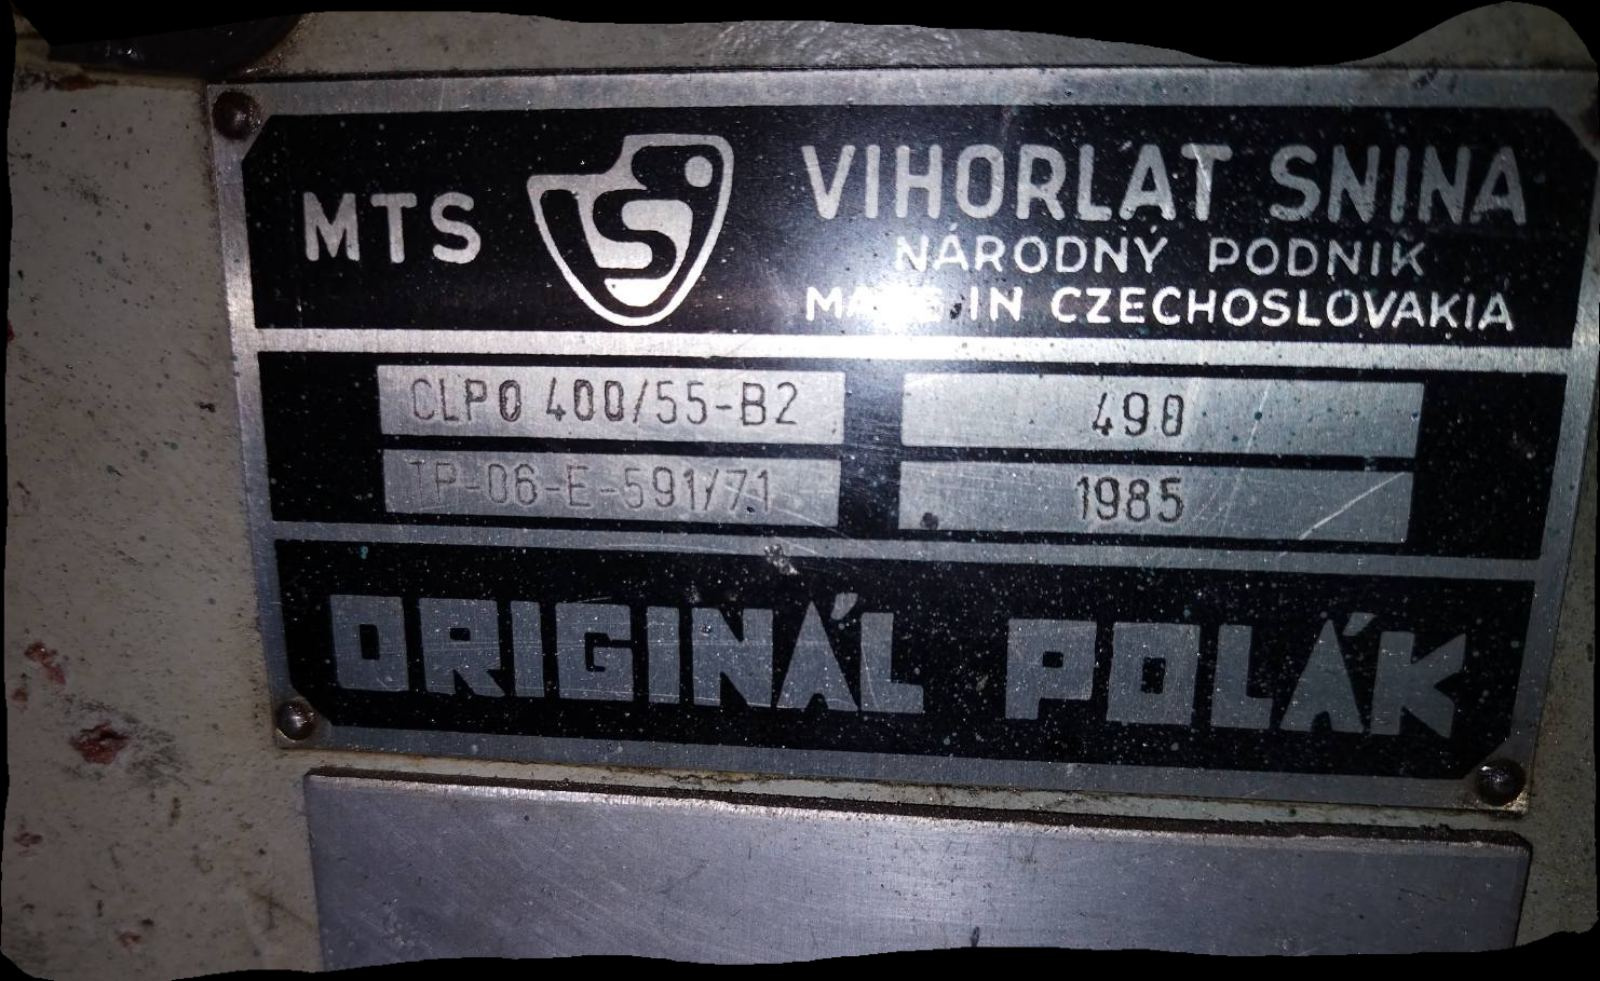 MTS
VIHORLAT SNINA
NÁRODNÝ PODNIK
MADE IN CZECHOSLOVAKIA
CLPO 400/55-B2
490
TP-06-E-591/71
1985
ORIGINÁL POLÁK